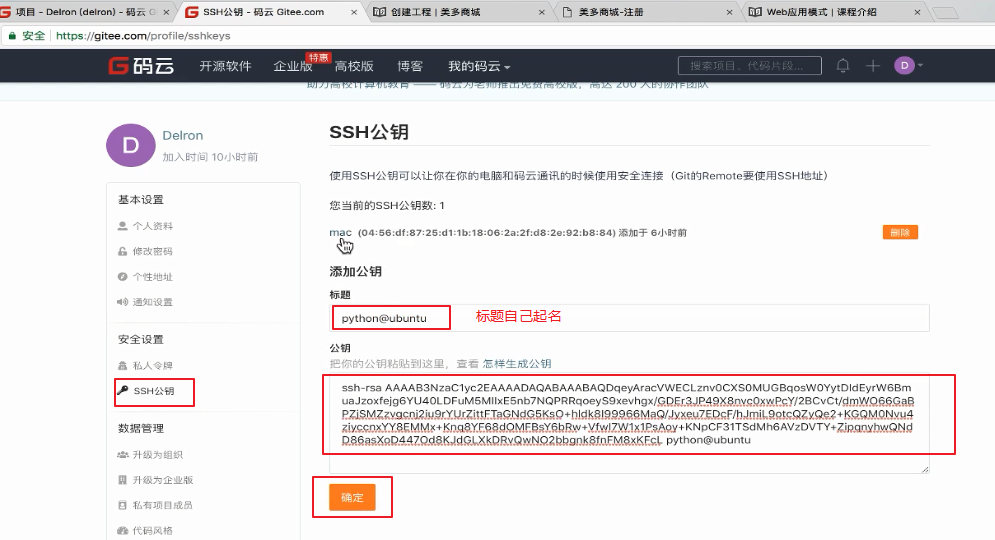 项目 - Delron (delron) - 码云 G
SSH公钥 - 码云 Gitee.com
创建工程 | 美多商城
美多商城-注册
Web应用模式 | 课程介绍
安全 https://gitee.com/profile/sshkeys
码云 开源软件 企业版 特惠 高校版 博客 我的码云 搜索项目、代码片段... D
助力高校计算机教育 —— 码云为老师推出免费高校版，高达 200 人的协作团队
D
Delron
加入时间 10小时前
基本设置
个人资料
修改密码
个性地址
通知设置
安全设置
私人令牌
SSH公钥
数据管理
升级为组织
升级为企业版
私有项目成员
代码风格
SSH公钥
使用SSH公钥可以让你在你的电脑和码云通讯的时候使用安全连接（Git的Remote要使用SSH地址）
您当前的SSH公钥数: 1
mac (04:56:df:87:25:d1:1b:18:06:2a:2f:d8:2e:92:b8:84) 添加于 6小时前 删除
添加公钥
标题
python@ubuntu 标题自己起名
公钥
把你的公钥粘贴到这里，查看 怎样生成公钥
ssh-rsa AAAAB3NzaC1yc2EAAAADAQABAAABAQDqeyAracVWECLznv0CXS0MUGBqosW0YytDIdEyrW6Bm
uaJzoxfejg6YU40LDFuM5MIIxE5nb7NQPRRqoeyS9xevhgx/GDEr3JP49X8nvc0xwPcY/2BCvCt/dmWO66GaB
PZjSMZzygcnj2iu9rYUrZittFTaGNdG5KsO+hldk8I99966MaQ/Jyxeu7EDcF/hJmiL9otcQZyQe2+KGQM0Nvu4
ziyccnxYY8EMMx+Knq8YF68dOMFBsY6bRw+Vfwl7W1x1PsAoy+KNpCF31TSdMh6AVzDVTY+ZipqnyhwQNd
D86asXoD447Od8KJdGLXkDRvQwNO2bbgnk8fnFM8xKFcL python@ubuntu
确定